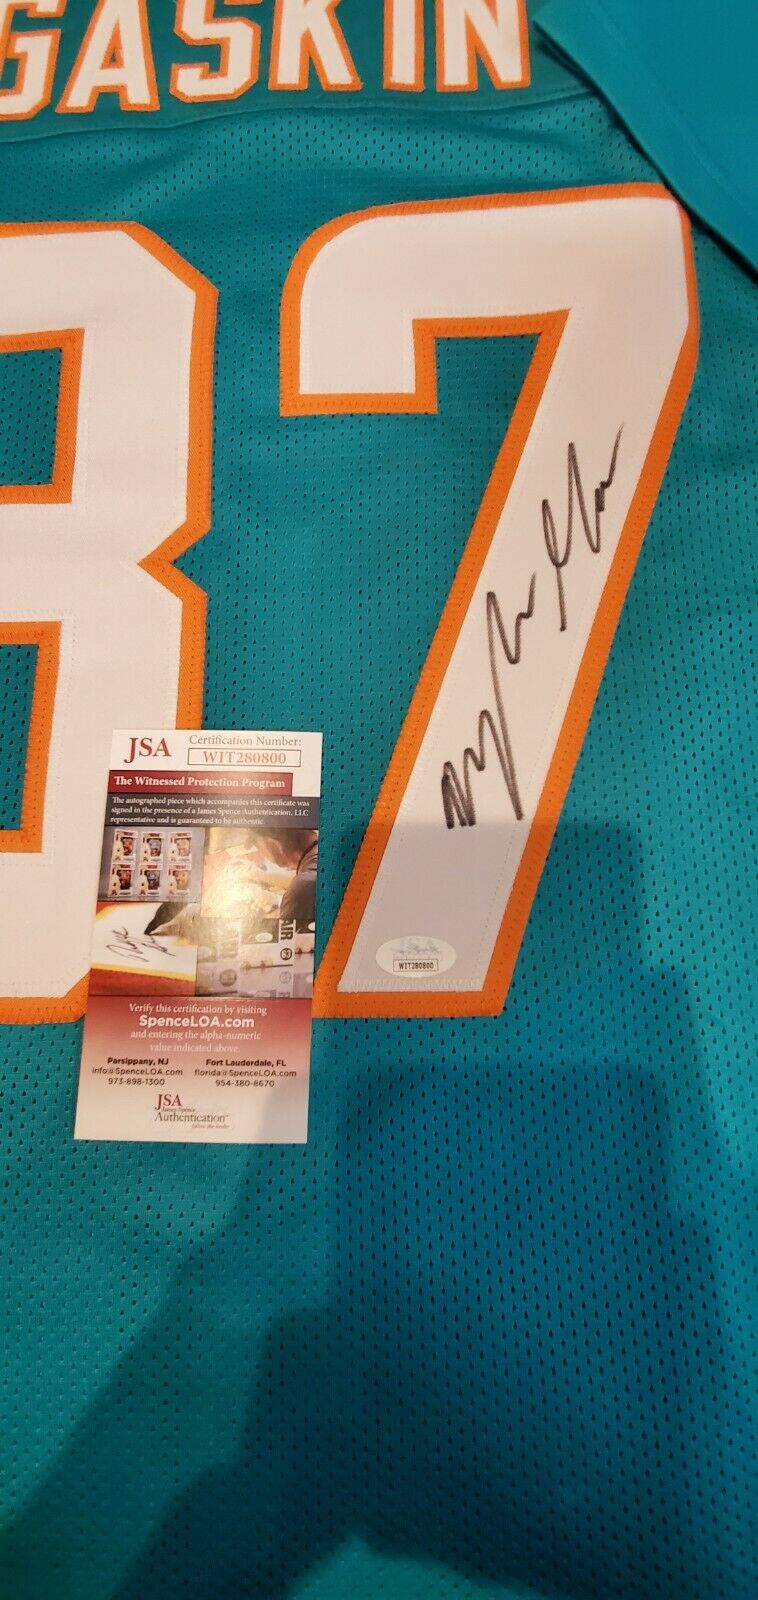 GASKIN
37
JSA
Certification Number:
WIT280800
The Witnessed Protection Program
The autographed piece which accompanies this certificate was
signed in the presence of a James Spence Authentication, LLC
representative and is guaranteed to be authentic.
WIT280800
Verify this certification by visiting
SpenceLOA.com
and entering the alpha-numeric
value indicated above.
Parsippany, NJ
info@SpenceLOA.com
973-898-1300
Fort Lauderdale, FL
florida@SpenceLOA.com
954-380-8670
JSA
James Spence
Authentication
follow the leader